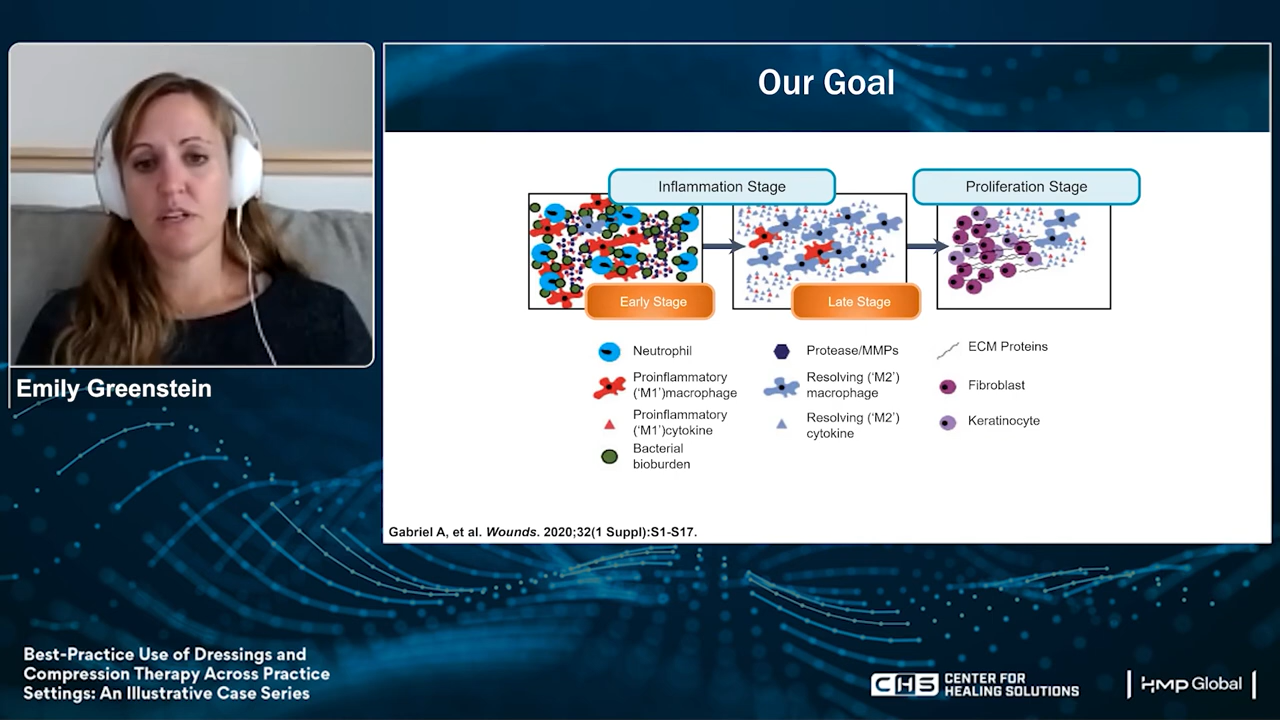 Our Goal
Inflammation Stage
Proliferation Stage
Early Stage
Late Stage
Neutrophil
Proinflammatory
(‘M1’)macrophage
Proinflammatory
(‘M1’)cytokine
Bacterial
bioburden
Protease/MMPs
Resolving (‘M2’)
macrophage
Resolving (‘M2’)
cytokine
ECM Proteins
Fibroblast
Keratinocyte
Gabriel A, et al. Wounds. 2020;32(1 Suppl):S1-S17.
Emily Greenstein
Best-Practice Use of Dressings and
Compression Therapy Across Practice
Settings: An Illustrative Case Series
CHS CENTER FOR
HEALING SOLUTIONS
HMP Global